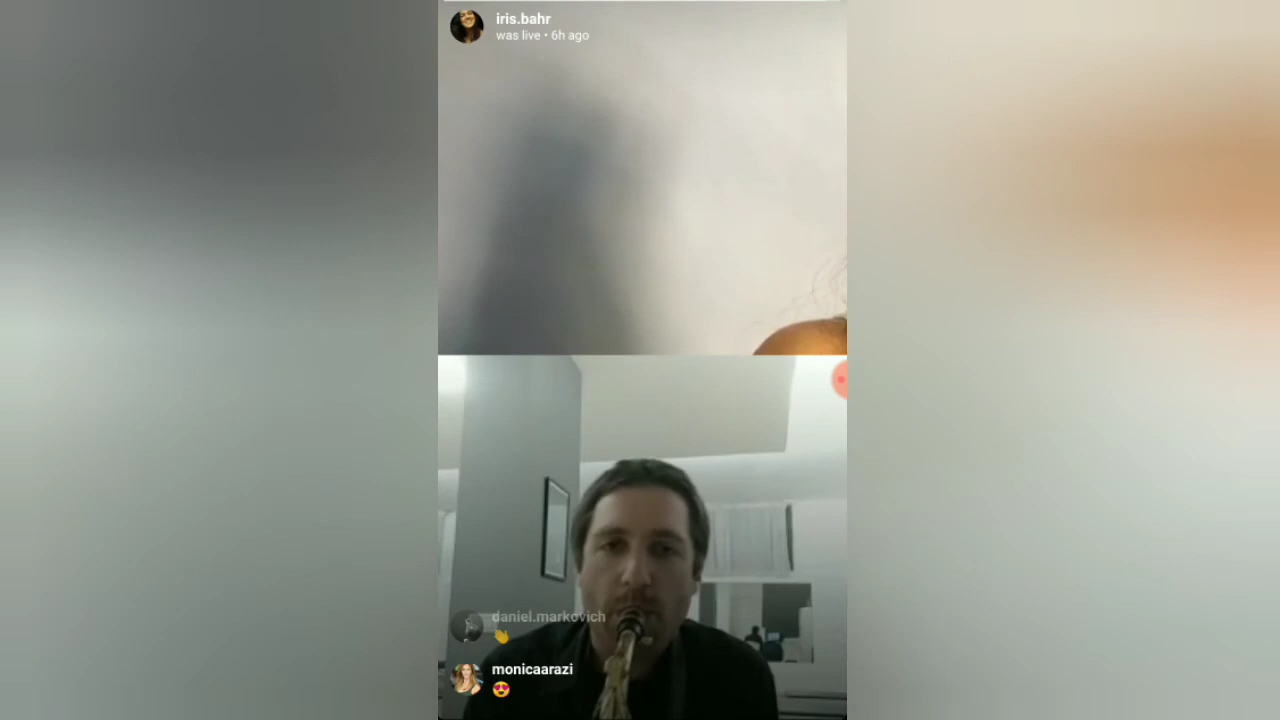 iris.bahr
was live • 6h ago
daniel.markovich
👋
monicaarazi
😍